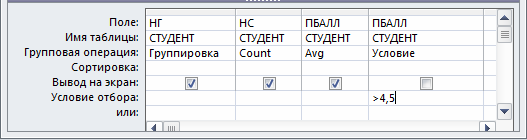 Поле: НГ НС ПБАЛЛ ПБАЛЛ
Имя таблицы: СТУДЕНТ СТУДЕНТ СТУДЕНТ СТУДЕНТ
Групповая операция: Группировка Count Avg Условие
Сортировка:
Вывод на экран:
Условие отбора: >4,5
или: